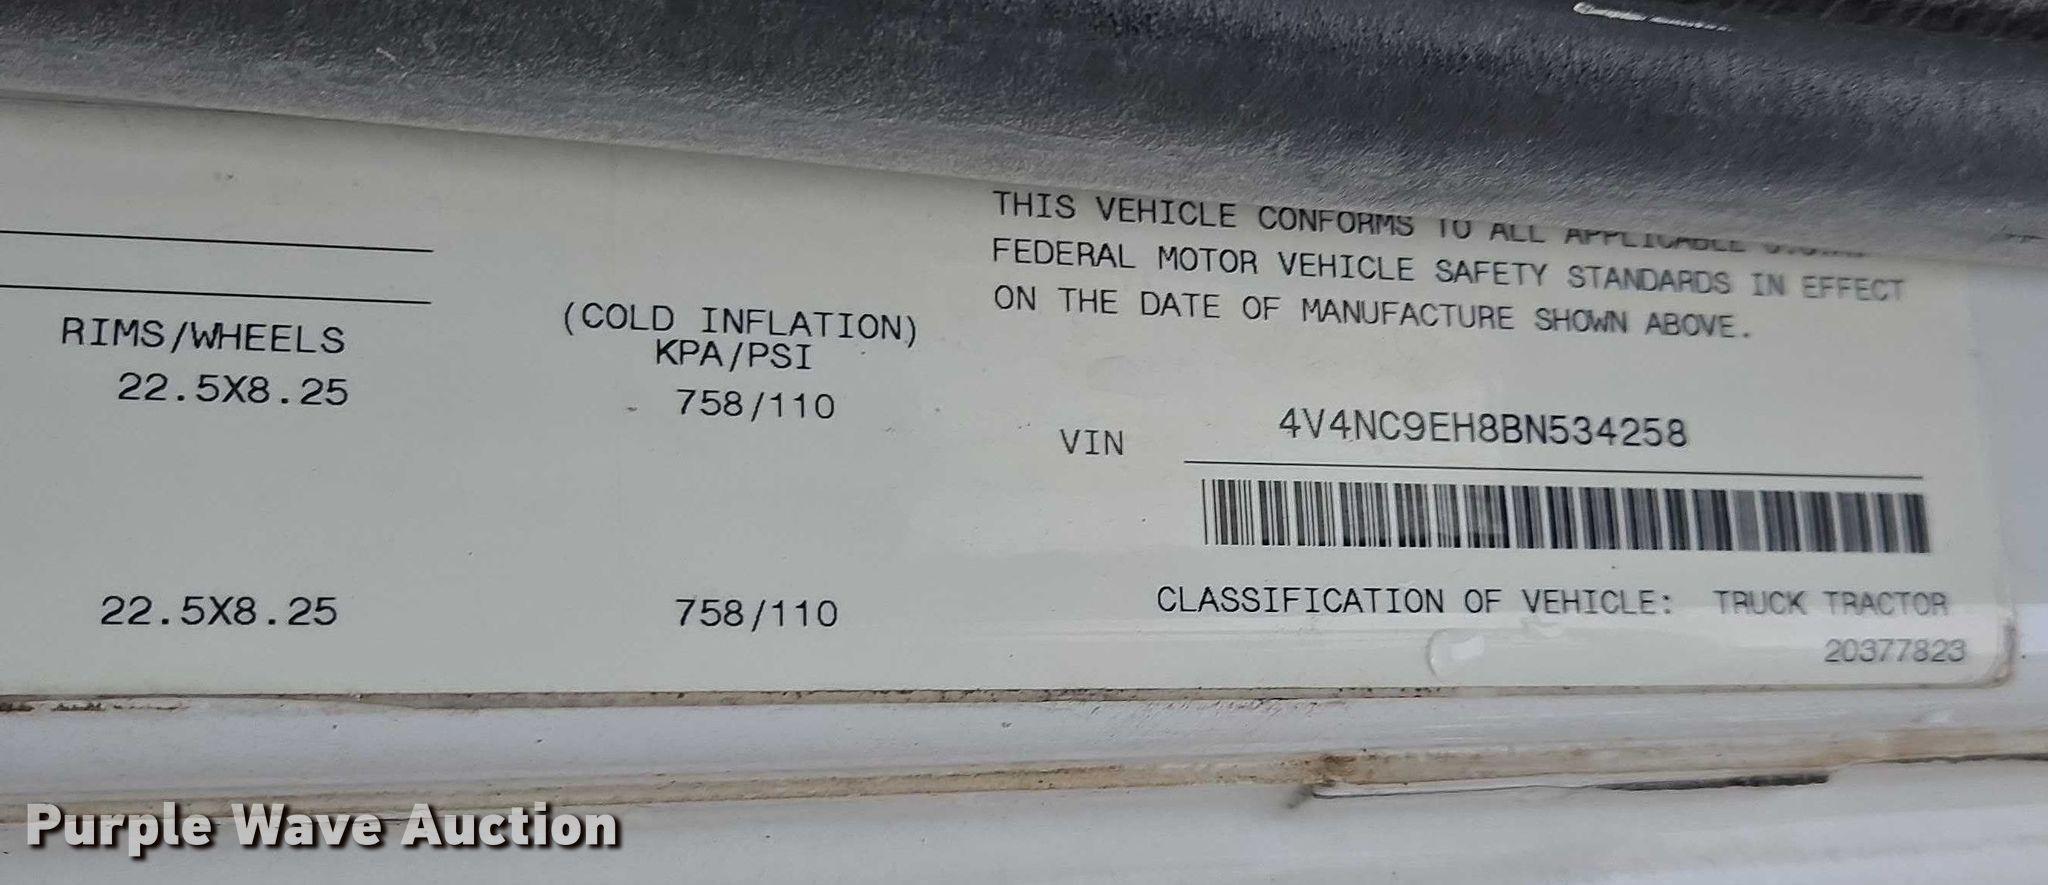 THIS VEHICLE CONFORMS TO ALL APPLICABLE
FEDERAL MOTOR VEHICLE SAFETY STANDARDS IN EFFECT
ON THE DATE OF MANUFACTURE SHOWN ABOVE.
RIMS/WHEELS
(COLD INFLATION)
KPA/PSI
22.5X8.25
758/110
VIN 4V4NC9EH8BN534258
22.5X8.25
758/110
CLASSIFICATION OF VEHICLE: TRUCK TRACTOR
20377823
Purple Wave Auction